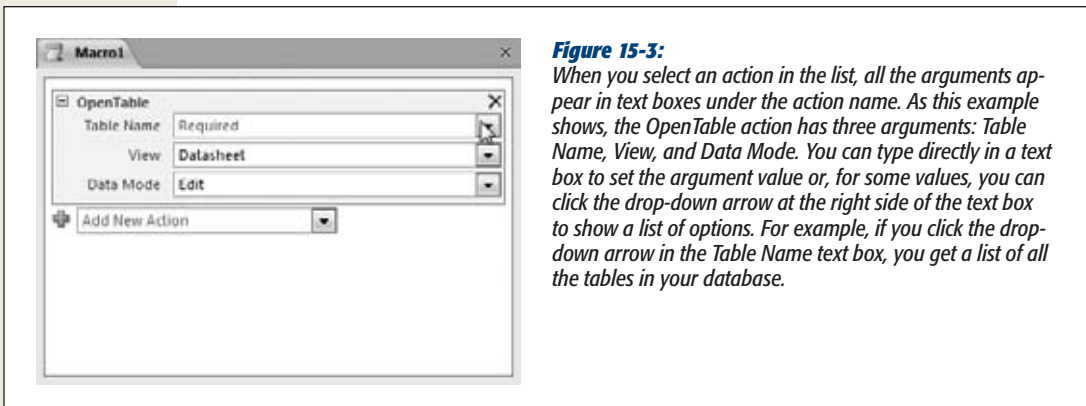 Macro1
OpenTable
Table Name Required
View Datasheet
Data Mode Edit
Add New Action
Figure 15-3:
When you select an action in the list, all the arguments ap-
pear in text boxes under the action name. As this example
shows, the OpenTable action has three arguments: Table
Name, View, and Data Mode. You can type directly in a text
box to set the argument value or, for some values, you can
click the drop-down arrow at the right side of the text box
to show a list of options. For example, if you click the drop-
down arrow in the Table Name text box, you get a list of all
the tables in your database.